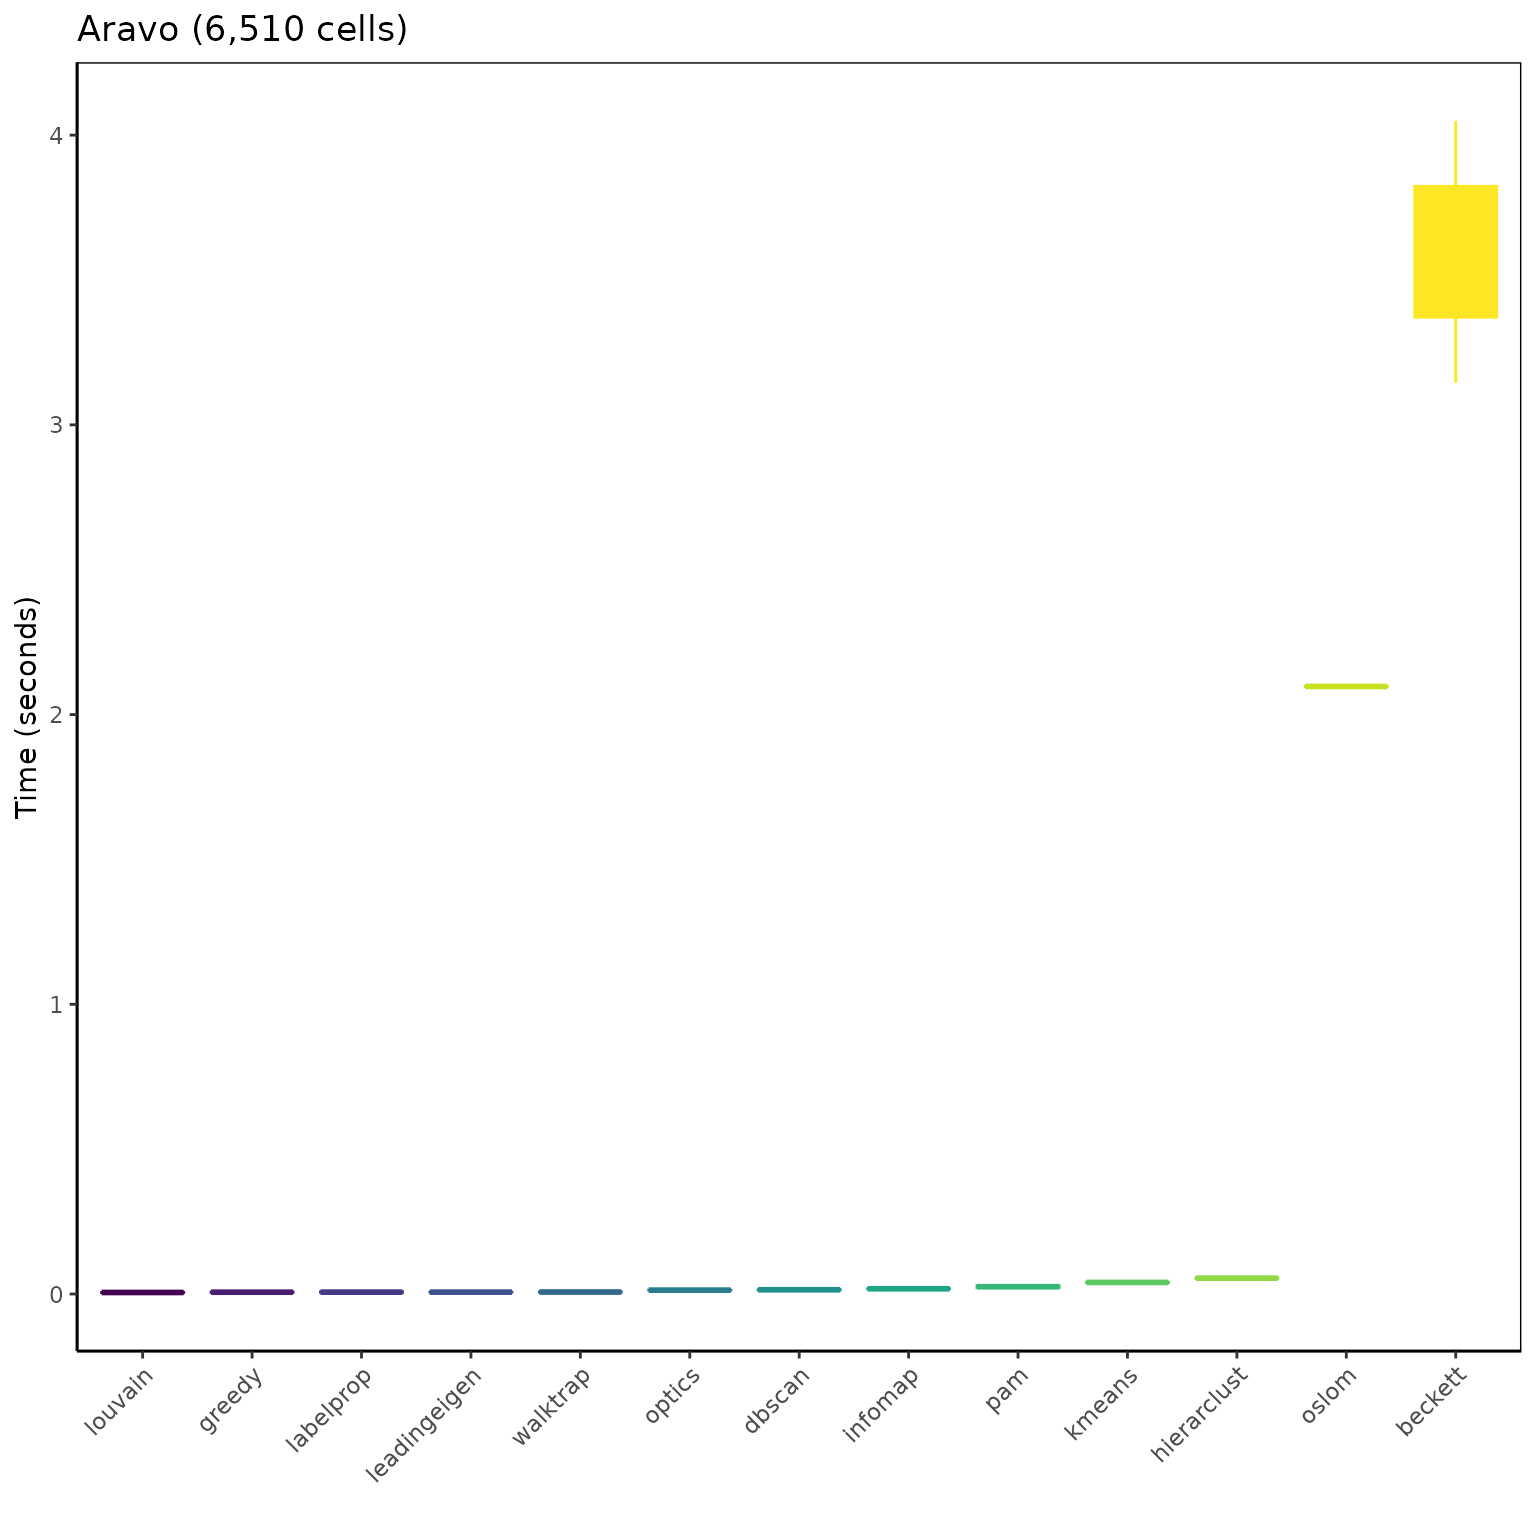 Aravo (6,510 cells)
Time (seconds)
4
3
2
1
0
louvain
greedy
labelprop
leadingeigen
walktrap
optics
dbscan
infomap
pam
kmeans
hierarclust
oslom
beckett